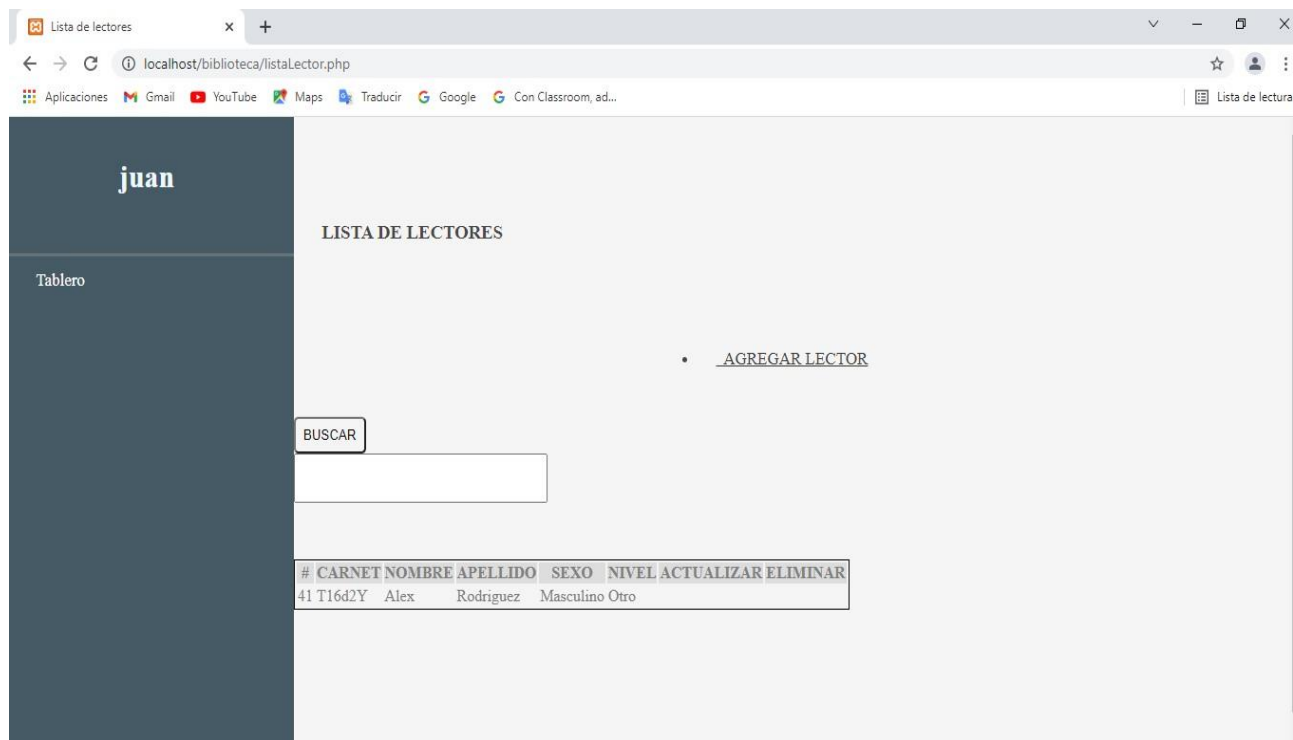 Lista de lectores
localhost/biblioteca/listaLector.php
Aplicaciones Gmail YouTube Maps Traducir Google Con Classroom, ad... Lista de lectura
juan
Tablero
LISTA DE LECTORES
• AGREGAR LECTOR
BUSCAR
# CARNET NOMBRE APELLIDO SEXO NIVEL ACTUALIZAR ELIMINAR
41 T16d2Y Alex Rodriguez Masculino Otro